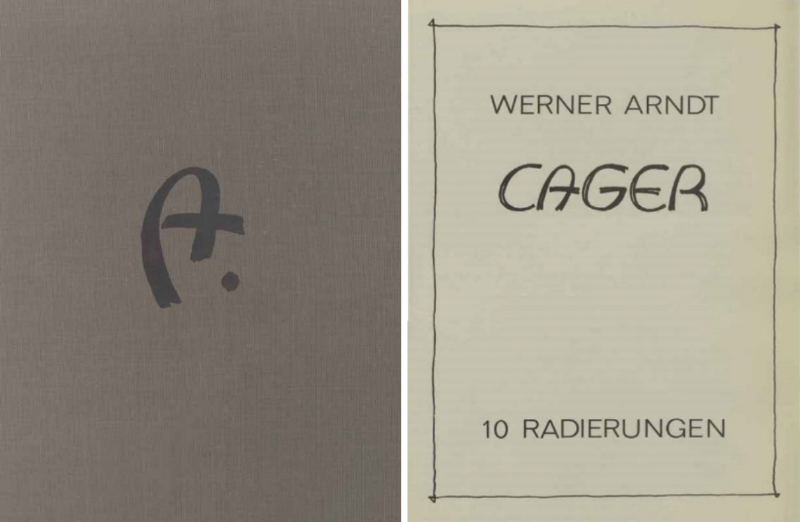 A.
WERNER ARNDT
CAGER
10 RADIERUNGEN